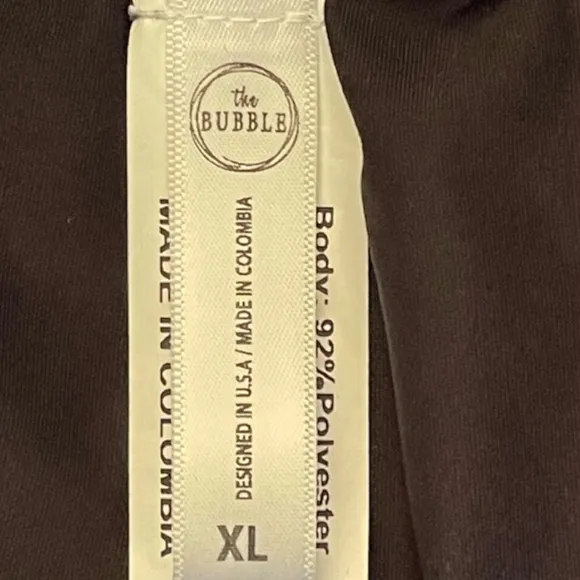 the
BUBBLE
DESIGNED IN U.S.A / MADE IN COLOMBIA
XL
Body: 92%Polyester
MADE IN COLOMBIA